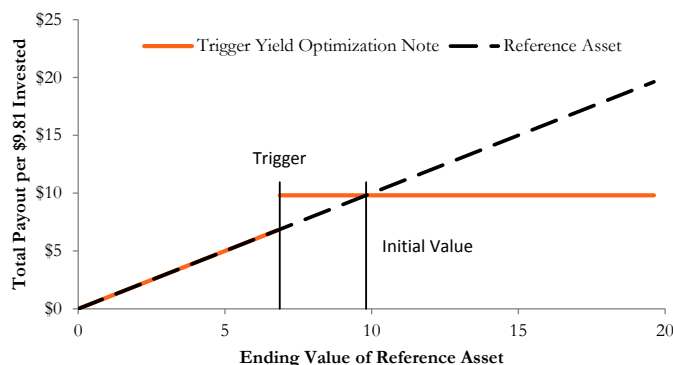 Total Payout per $9.81 Invested
$25
$20
$15
$10
$5
$0
Trigger Yield Optimization Note
Reference Asset
Trigger
Initial Value
0
5
10
15
20
Ending Value of Reference Asset